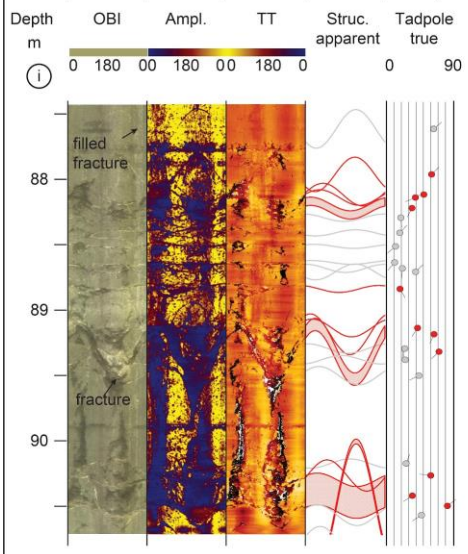 Depth OBI Ampl. TT Struc. Tadpole
m apparent true
i 0 180 00 180 00 180 0 0 90
filled
fracture
88
89
fracture
90